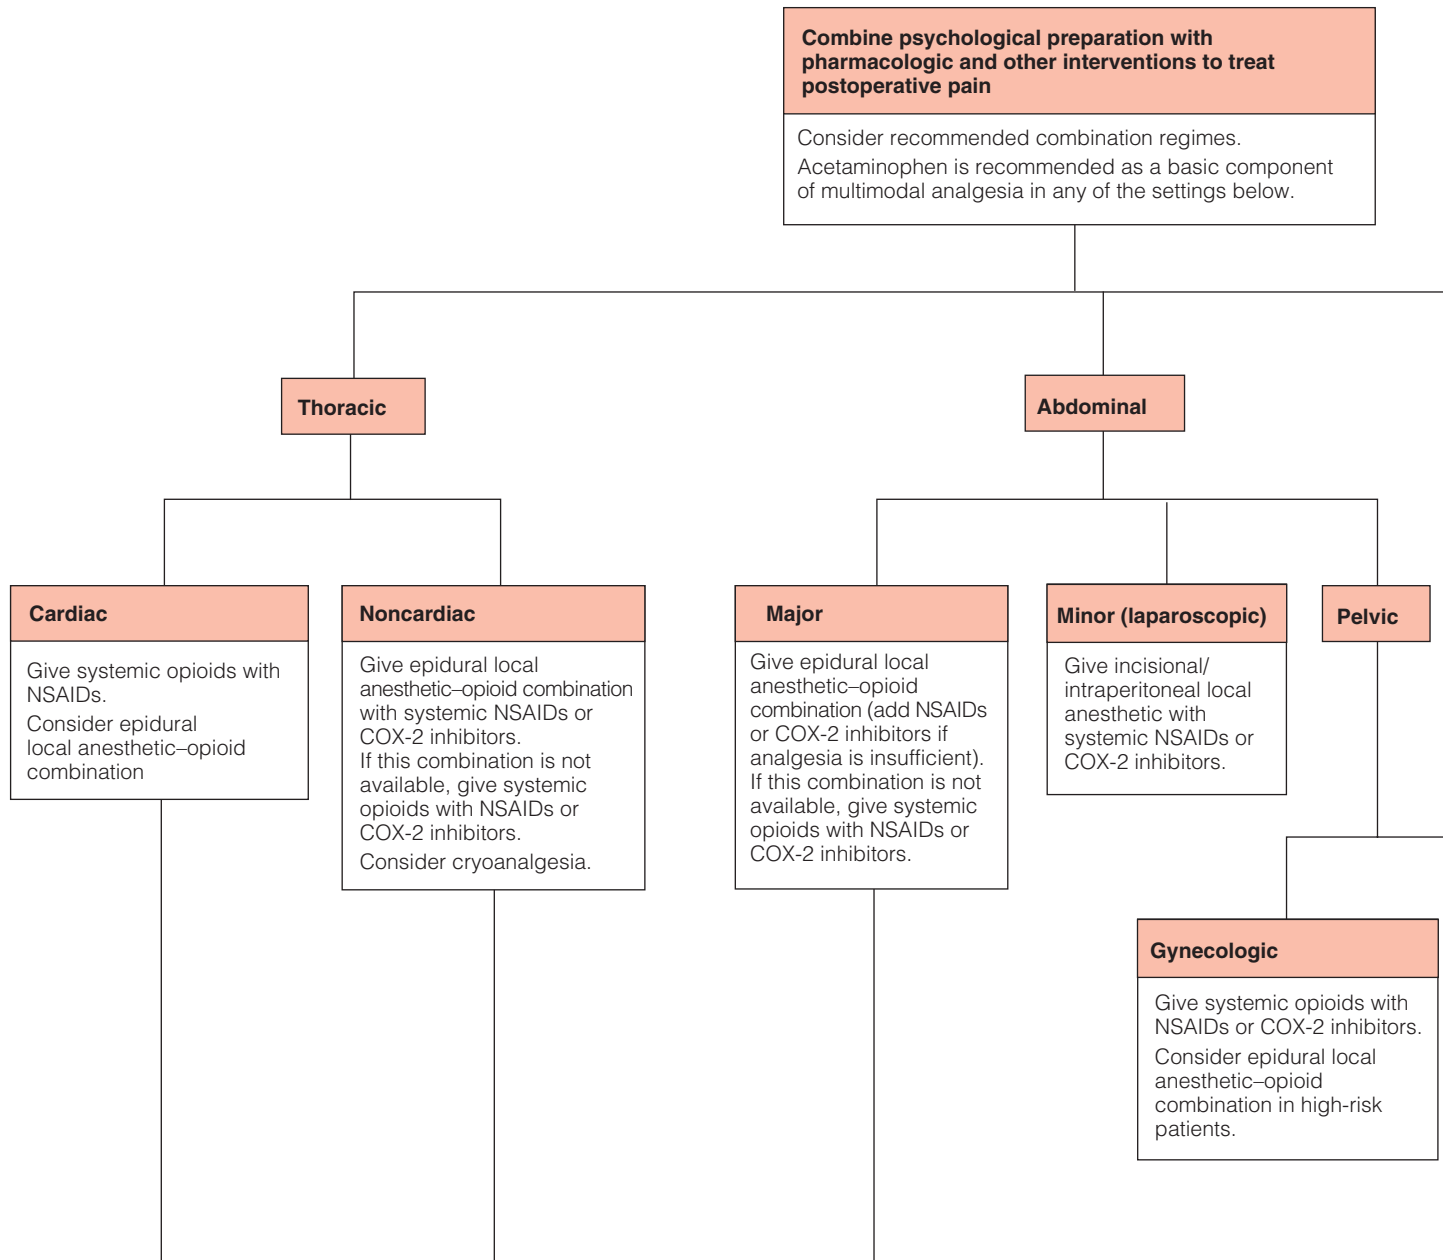 Combine psychological preparation with
pharmacologic and other interventions to treat
postoperative pain
Consider recommended combination regimes.
Acetaminophen is recommended as a basic component
of multimodal analgesia in any of the settings below.
Thoracic
Abdominal
Cardiac
Give systemic opioids with
NSAIDs.
Consider epidural
local anesthetic–opioid
combination
Noncardiac
Give epidural local
anesthetic–opioid combination
with systemic NSAIDs or
COX-2 inhibitors.
If this combination is not
available, give systemic
opioids with NSAIDs or
COX-2 inhibitors.
Consider cryoanalgesia.
Major
Give epidural local
anesthetic–opioid
combination (add NSAIDs
or COX-2 inhibitors if
analgesia is insufficient).
If this combination is not
available, give systemic
opioids with NSAIDs or
COX-2 inhibitors.
Minor (laparoscopic)
Give incisional/
intraperitoneal local
anesthetic with
systemic NSAIDs or
COX-2 inhibitors.
Pelvic
Gynecologic
Give systemic opioids with
NSAIDs or COX-2 inhibitors.
Consider epidural local
anesthetic–opioid
combination in high-risk
patients.